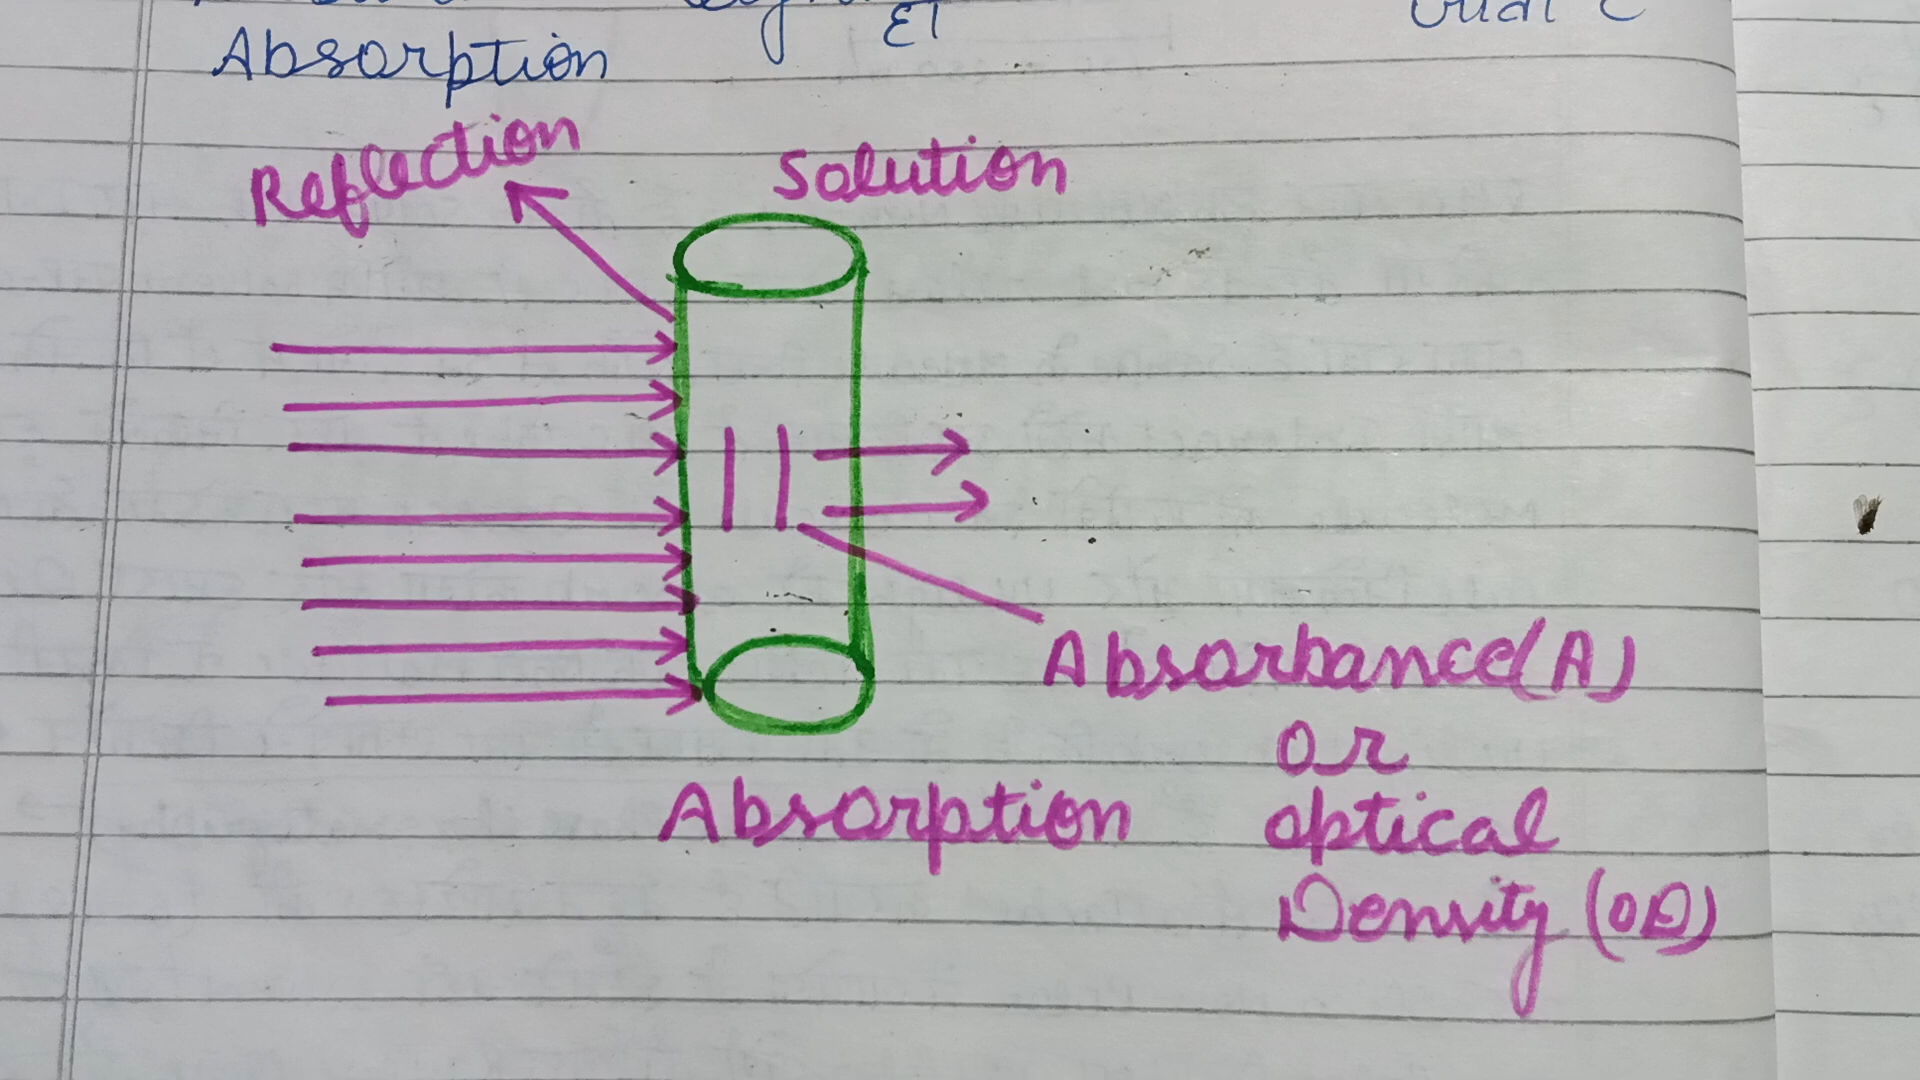 Absorption
Reflection
Solution
Absorbance (A)
or
Absorption
optical
Density (OD)